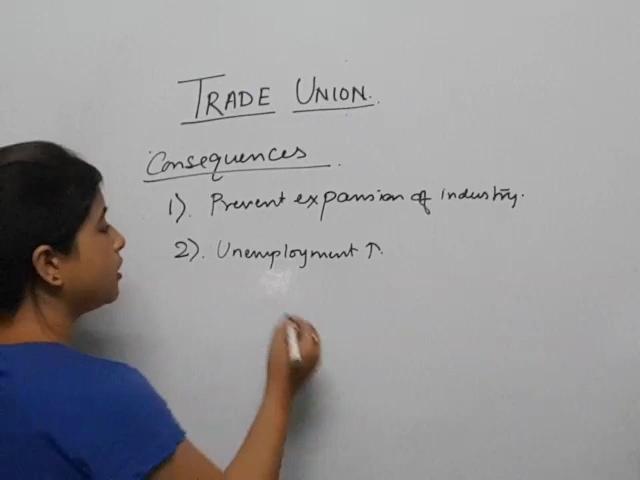 TRADE UNION.
Consequences.
1). Prevent expansion of industry.
2). Unemployment ↑.